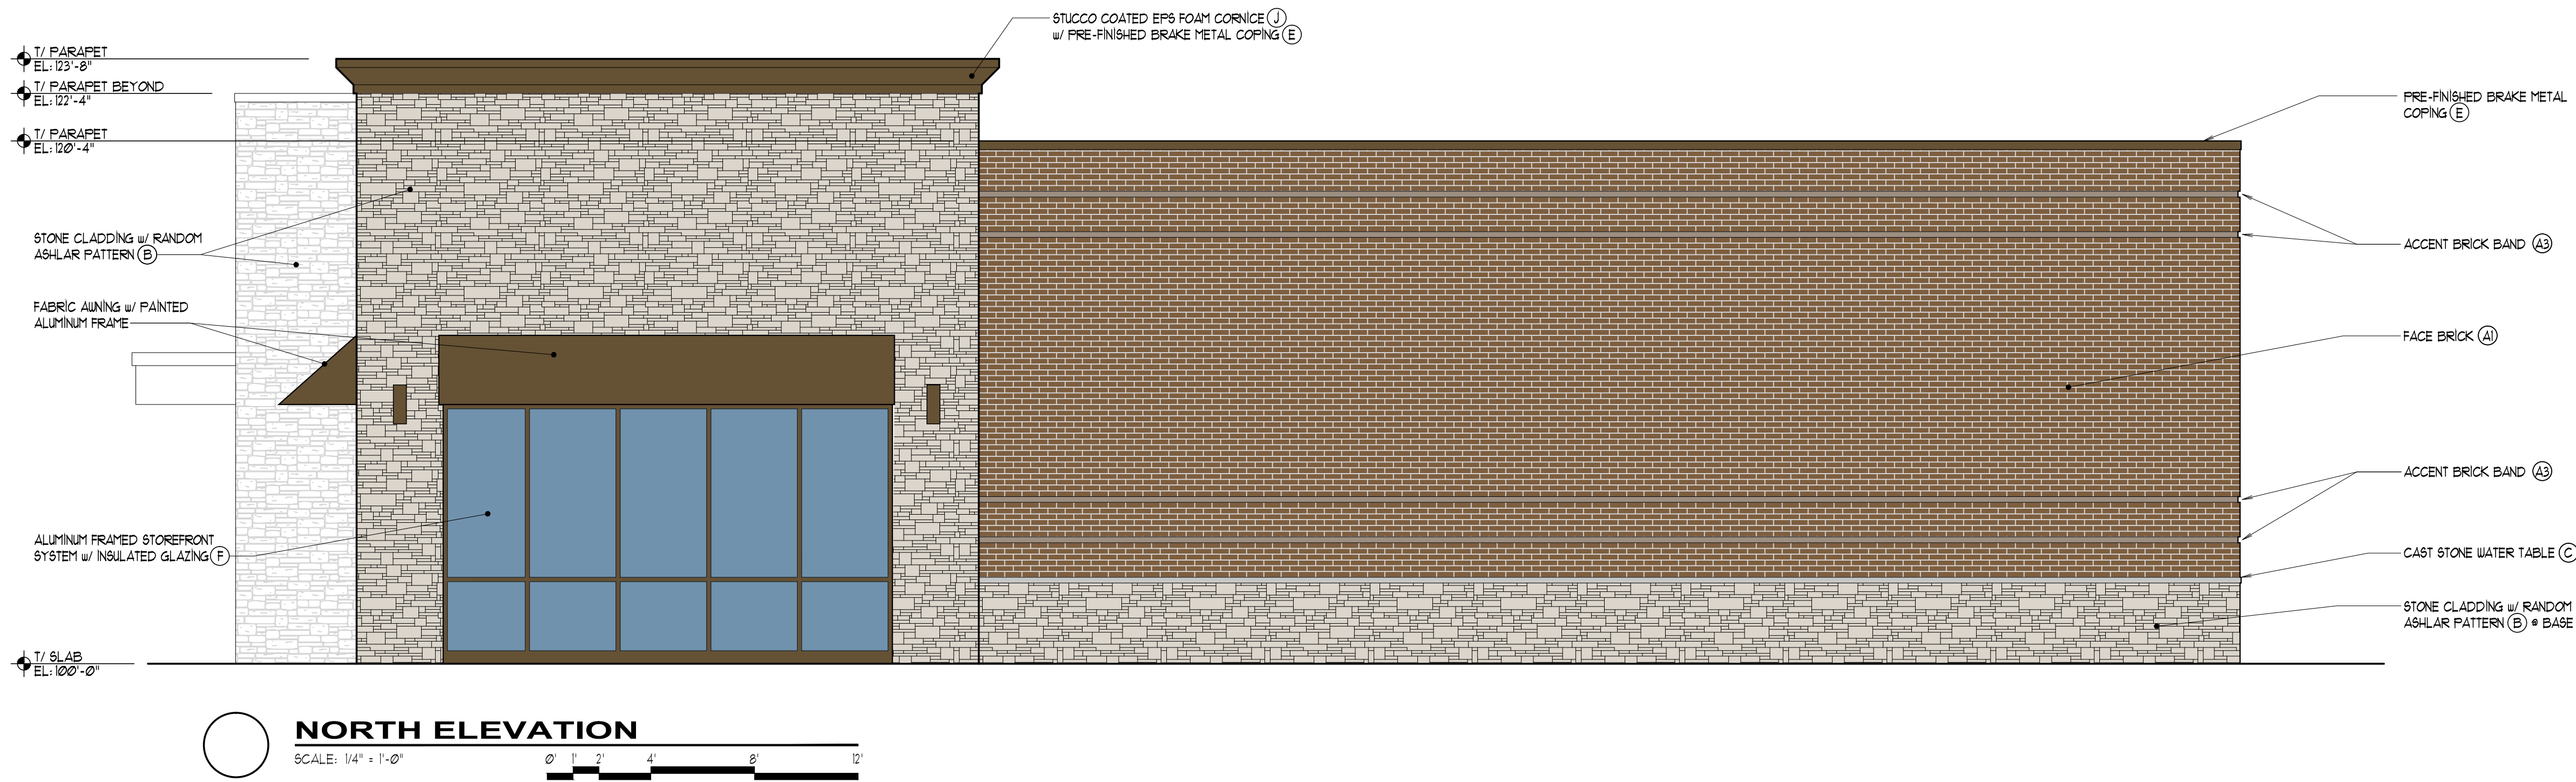 T/ PARAPET
EL: 123'-8"
T/ PARAPET BEYOND
EL: 122'-4"
T/ PARAPET
EL: 120'-4"
STONE CLADDING w/ RANDOM
ASHLAR PATTERN B
FABRIC AWNING w/ PAINTED
ALUMINUM FRAME
ALUMINUM FRAMED STOREFRONT
SYSTEM w/ INSULATED GLAZING F
T/ SLAB
EL: 100'-0"
STUCCO COATED EPS FOAM CORNICE J
w/ PRE-FINISHED BRAKE METAL COPING E
PRE-FINISHED BRAKE METAL
COPING E
ACCENT BRICK BAND A3
FACE BRICK A1
ACCENT BRICK BAND A3
CAST STONE WATER TABLE C
STONE CLADDING w/ RANDOM
ASHLAR PATTERN B @ BASE
NORTH ELEVATION
SCALE: 1/4" = 1'-0"
0' 1' 2' 4' 8' 12'